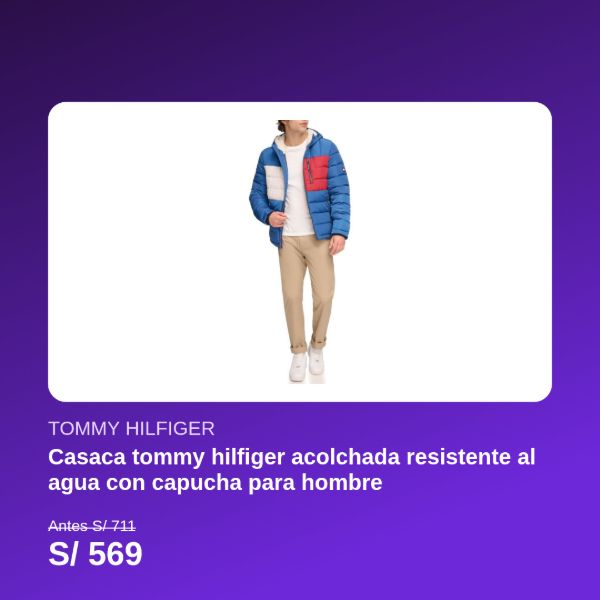 TOMMY HILFIGER
Casaca tommy hilfiger acolchada resistente al
agua con capucha para hombre
Antes S/ 711
S/ 569